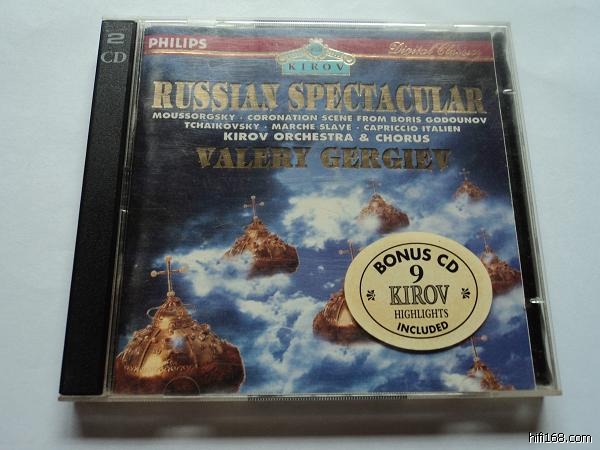 2
CD
PHILIPS
Digital Classics
KIROV
RUSSIAN SPECTACULAR
MOUSSORGSKY · CORONATION SCENE FROM BORIS GODOUNOV
TCHAIKOVSKY · MARCHE SLAVE · CAPRICCIO ITALIEN
KIROV ORCHESTRA & CHORUS
VALERY GERGIEV
BONUS CD
9
KIROV
HIGHLIGHTS
INCLUDED
hifi168.com